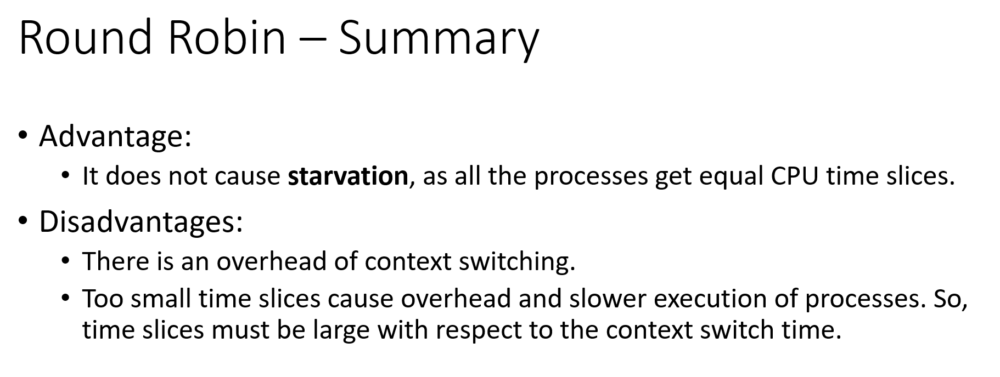 Round Robin – Summary
• Advantage:
• It does not cause starvation, as all the processes get equal CPU time slices.
• Disadvantages:
• There is an overhead of context switching.
• Too small time slices cause overhead and slower execution of processes. So,
time slices must be large with respect to the context switch time.